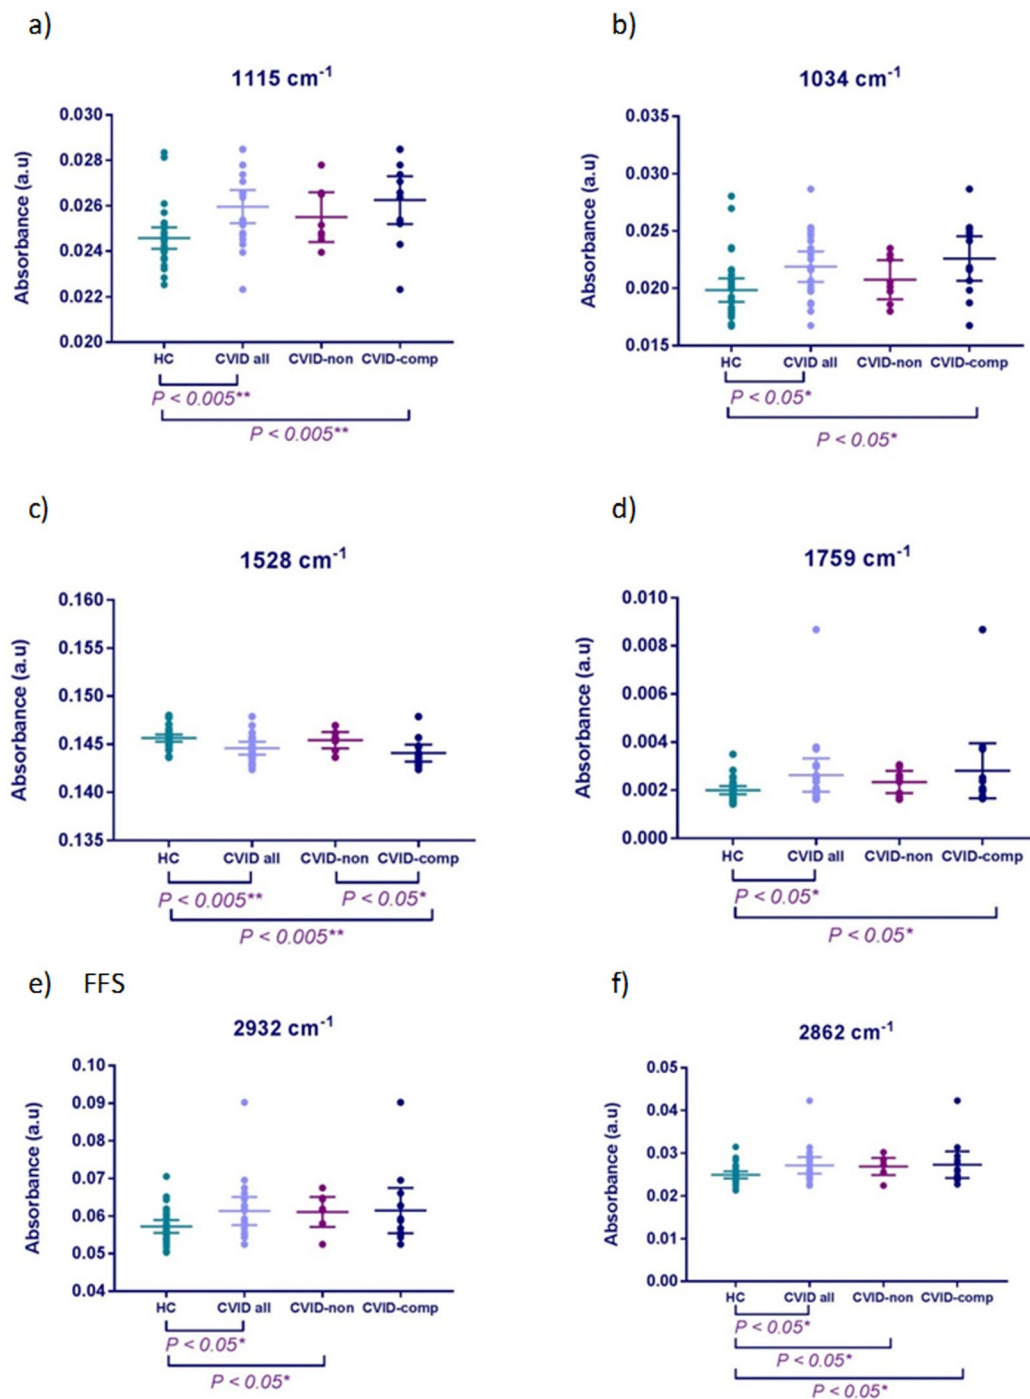 a)
1115 cm⁻¹
Absorbance (a.u)
0.030
0.028
0.026
0.024
0.022
0.020
HC CVID all CVID-non CVID-comp
P < 0.005**
P < 0.005**
b)
1034 cm⁻¹
Absorbance (a.u)
0.035
0.030
0.025
0.020
0.015
HC CVID all CVID-non CVID-comp
P < 0.05*
P < 0.05*
c)
1528 cm⁻¹
Absorbance (a.u)
0.160
0.155
0.150
0.145
0.140
0.135
HC CVID all CVID-non CVID-comp
P < 0.005** P < 0.05*
P < 0.005**
d)
1759 cm⁻¹
Absorbance (a.u)
0.010
0.008
0.006
0.004
0.002
0.000
HC CVID all CVID-non CVID-comp
P < 0.05*
P < 0.05*
e) FFS
2932 cm⁻¹
Absorbance (a.u)
0.10
0.09
0.08
0.07
0.06
0.05
0.04
HC CVID all CVID-non CVID-comp
P < 0.05*
P < 0.05*
f)
2862 cm⁻¹
Absorbance (a.u)
0.05
0.04
0.03
0.02
0.00
HC CVID all CVID-non CVID-comp
P < 0.05*
P < 0.05*
P < 0.05*